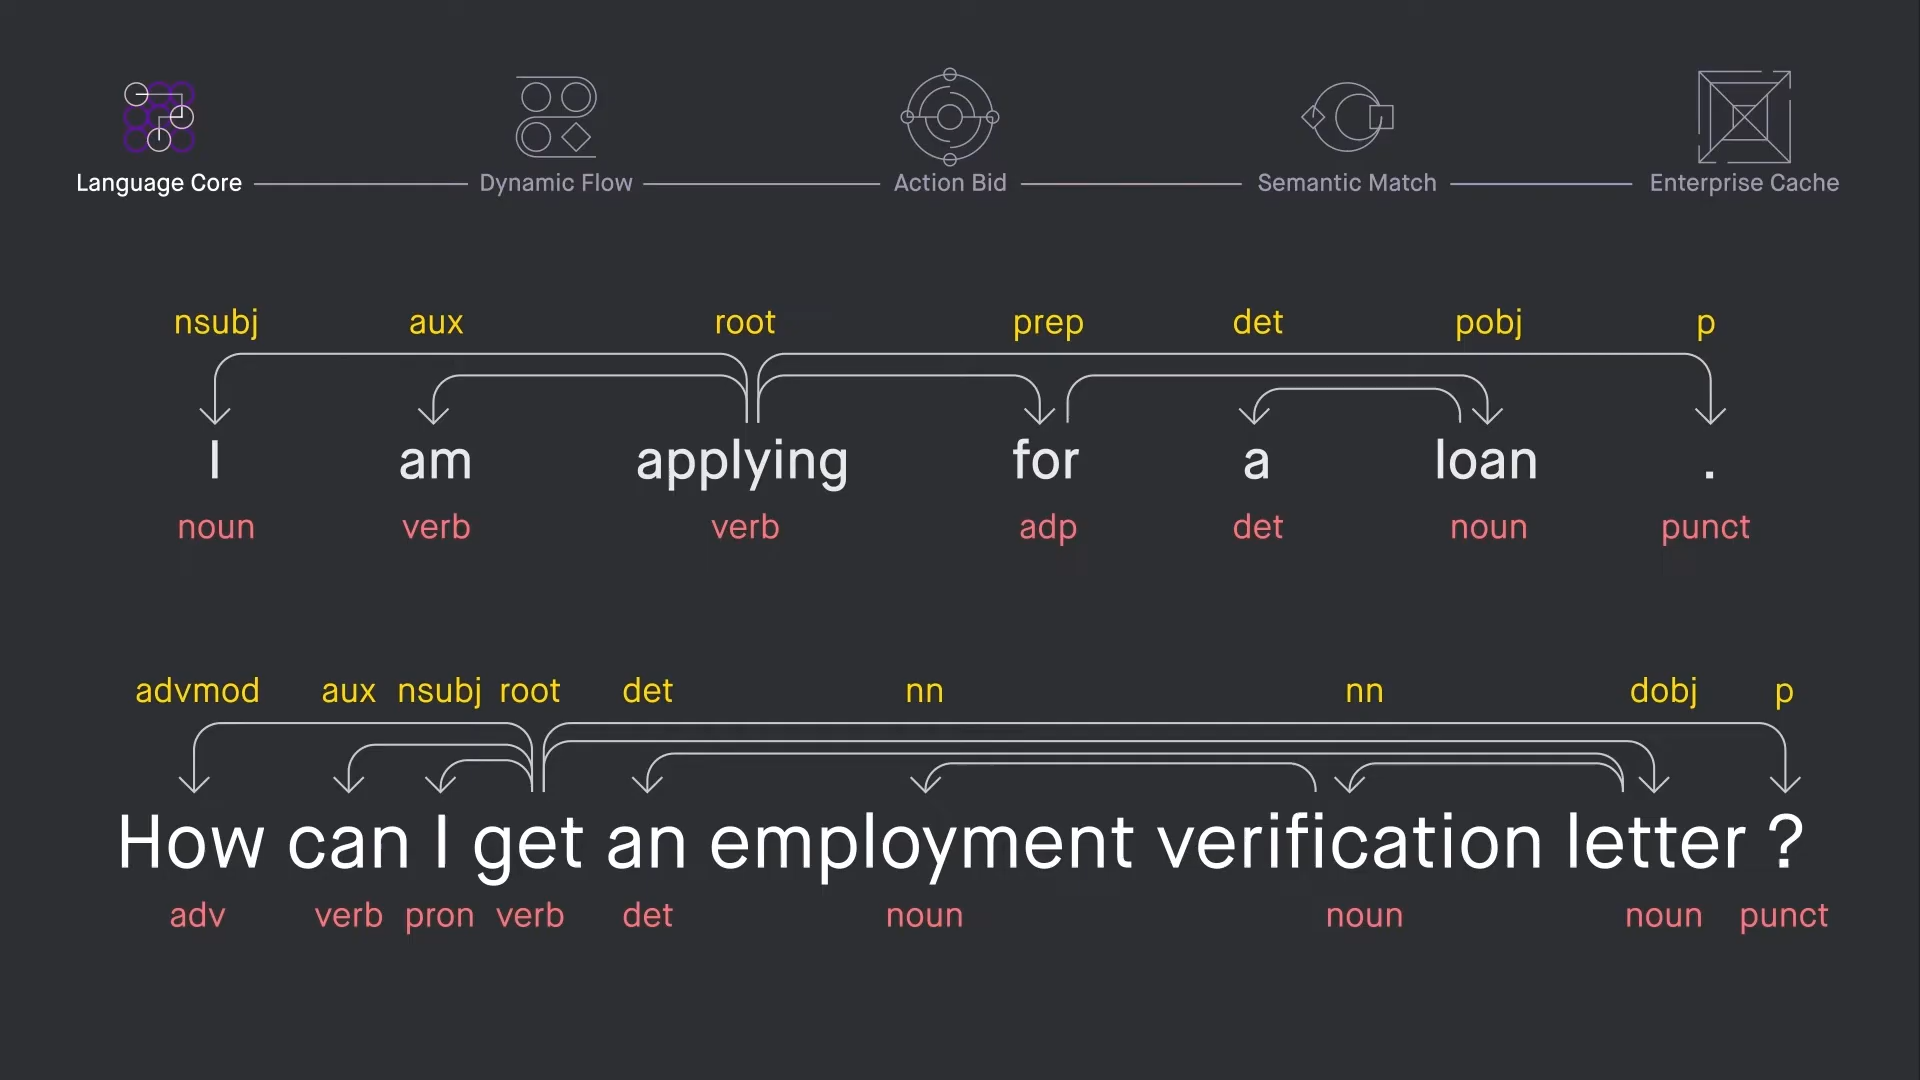 Language Core Dynamic Flow Action Bid Semantic Match Enterprise Cache
nsubj aux root prep det pobj p
I am applying for a loan .
noun verb verb adp det noun punct
advmod aux nsubj root det nn nn dobj p
How can I get an employment verification letter ?
adv verb pron verb det noun noun noun punct